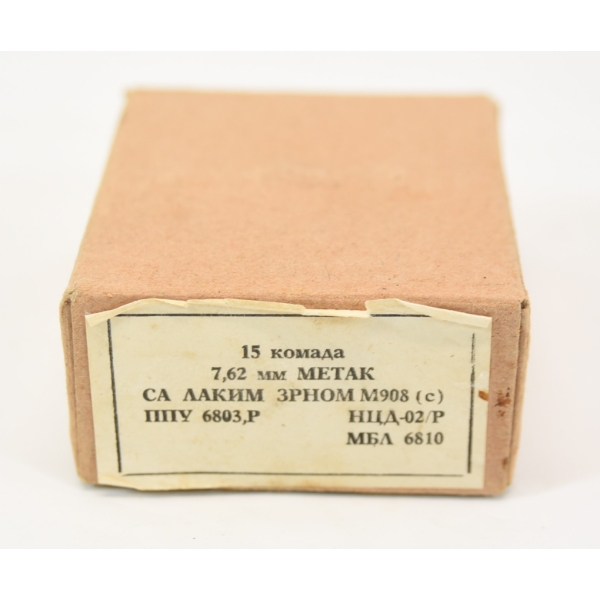 15 комада
7,62 мм МЕТАК
СА ЛАКИМ ЗРНОМ М908 (с)
ППУ 6803,Р НЦД-02/Р
МБЛ 6810